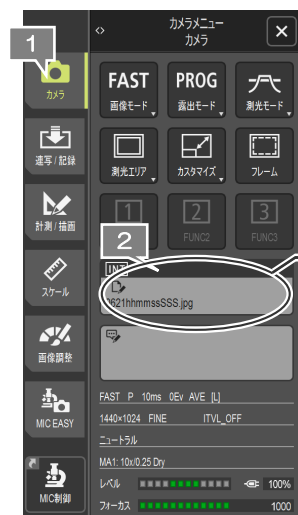 カメラメニュー
カメラ
1
カメラ
連写/記録
計測/描画
スケール
画像調整
MIC EASY
MIC制御
FAST
画像モード
PROG
露出モード
測光モード
測光エリア
カスタマイズ
フレーム
1
2
FUNC2
3
FUNC3
2
INT
0621hhmmssSSS.jpg
FAST P 10ms 0Ev AVE [L]
1440×1024 FINE ITVL_OFF
ニュートラル
MA1: 10x/0.25 Dry
レベル 100%
フォーカス 1000